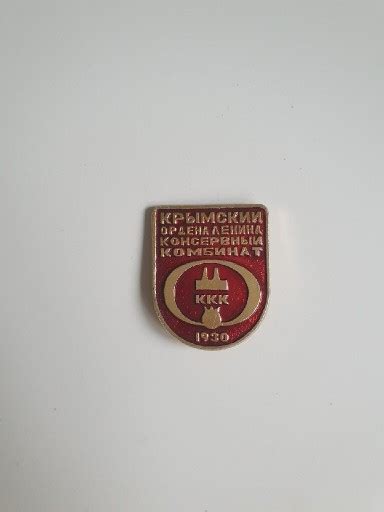 КРЫМСКИЙ
ОРДЕНА ЛЕНИНА
КОНСЕРВНЫЙ
КОМБИНАТ
ККК
1930